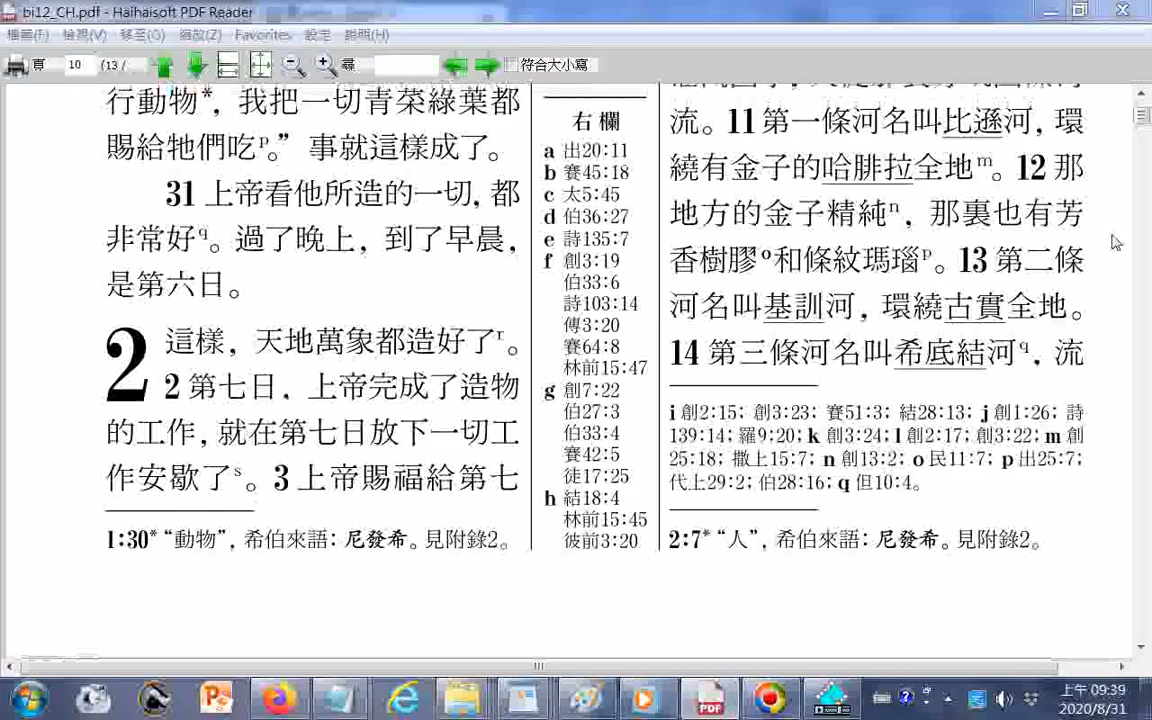 bi12_CH.pdf - Haihaisoft PDF Reader
檔案(F) 檢視(V) 移至(G) 縮放(Z) Favorites 設定 說明(H)
頁 10 (13 / 尋 符合大小寫
行動物*，我把一切青菜綠葉都
賜給牠們吃p。” 事就這樣成了。
31 上帝看他所造的一切，都
非常好q。過了晚上，到了早晨，
是第六日。
2 這樣，天地萬象都造好了r。
2 第七日，上帝完成了造物
的工作，就在第七日放下一切工
作安歇了s。3 上帝賜福給第七
1:30* “動物”，希伯來語：尼發希。見附錄2。
右欄
a 出20:11
b 賽45:18
c 太5:45
d 伯36:27
e 詩135:7
f 創3:19
伯33:6
詩103:14
傳3:20
賽64:8
林前15:47
g 創7:22
伯27:3
伯33:4
賽42:5
徒17:25
h 結18:4
林前15:45
彼前3:20
流。11 第一條河名叫比遜河，環
繞有金子的哈腓拉全地m。12 那
地方的金子精純n，那裏也有芳
香樹膠o和條紋瑪瑙p。13 第二條
河名叫基訓河，環繞古實全地。
14 第三條河名叫希底結河q，流
i 創2:15；創3:23；賽51:3；結28:13；j 創1:26；詩
139:14；羅9:20；k 創3:24；l 創2:17；創3:22；m 創
25:18；撒上15:7；n 創13:2；o 民11:7；p 出25:7；
代上29:2；伯28:16；q 但10:4。
2:7* “人”，希伯來語：尼發希。見附錄2。
PDF
上午 09:39
2020/8/31